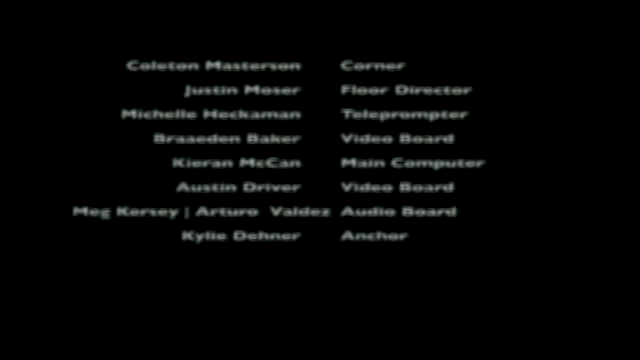 Coleton Masterson Corner
Justin Moser Floor Director
Michelle Heckaman Teleprompter
Braaeden Baker Video Board
Kieran McCan Main Computer
Austin Driver Video Board
Meg Kersey | Arturo Valdez Audio Board
Kylie Dehner Anchor